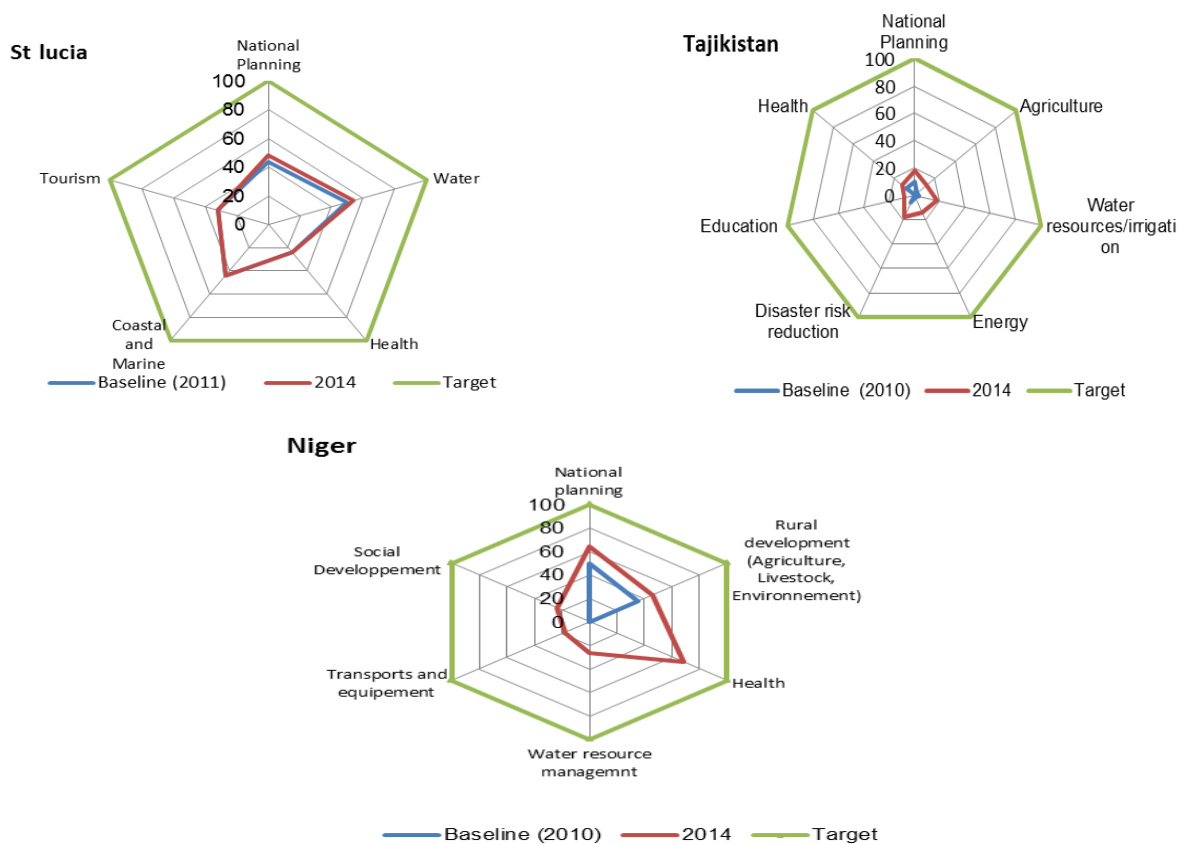 St lucia
National
Planning
100
80
60
40
20
0
Tourism
Water
Coastal
and
Marine
Health
Baseline (2011)
2014
Target
Tajikistan
National
Planning
100
80
60
40
20
0
Health
Agriculture
Education
Water
resources/irrigati
on
Disaster risk
reduction
Energy
Baseline (2010)
2014
Target
Niger
National
planning
100
80
60
40
20
0
Social
Developpement
Rural
development
(Agriculture,
Livestock,
Environnement)
Transports and
equipement
Health
Water resource
managemnt
Baseline (2010)
2014
Target